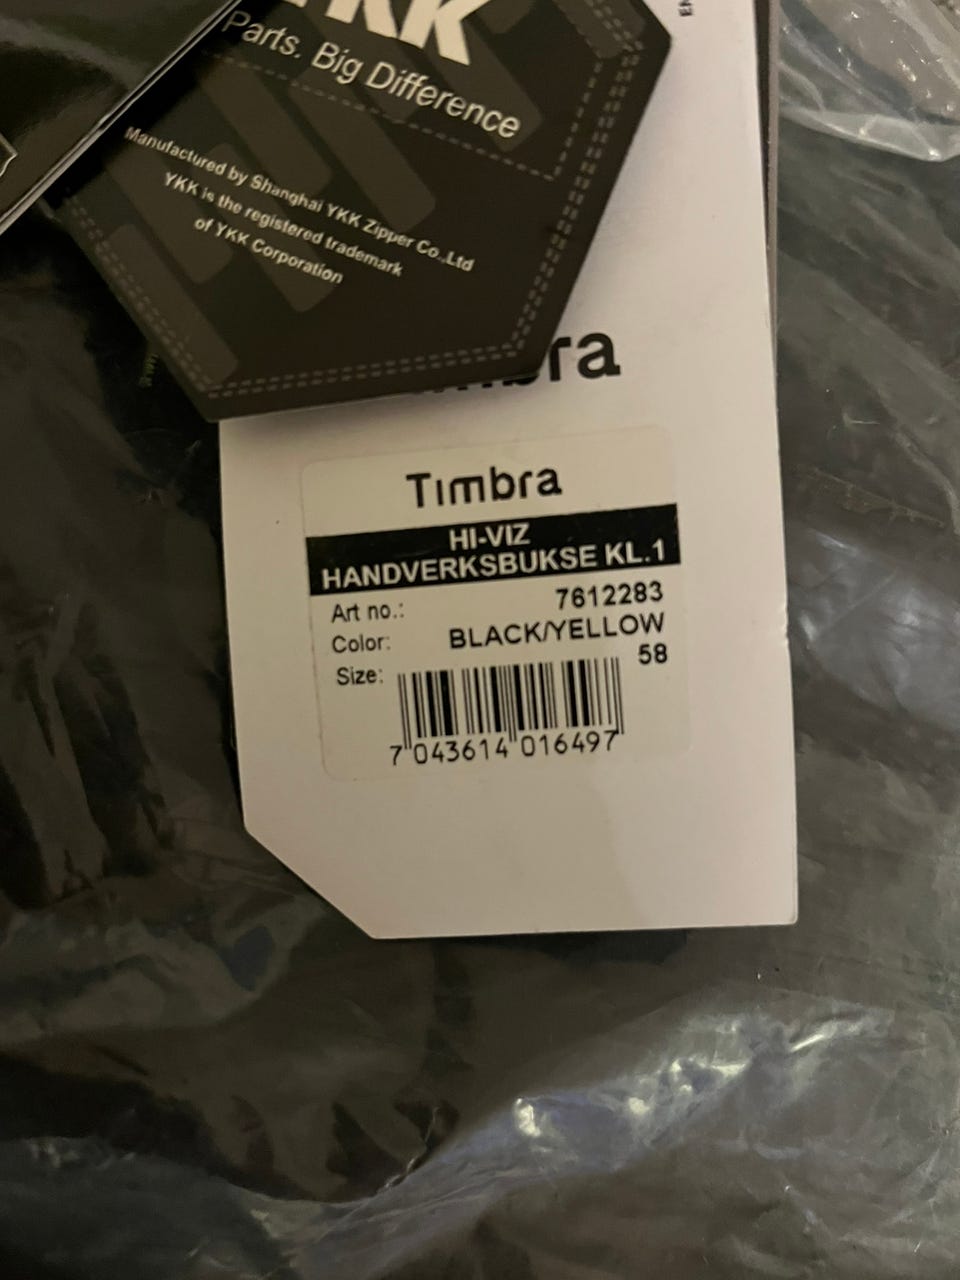 YKK
Parts. Big Difference
Manufactured by Shanghai YKK Zipper Co.,Ltd
YKK is the registered trademark
of YKK Corporation
Timbra
HI-VIZ
HANDVERKSBUKSE KL.1
Art no.: 7612283
Color: BLACK/YELLOW
Size: 58
7 043614 016497